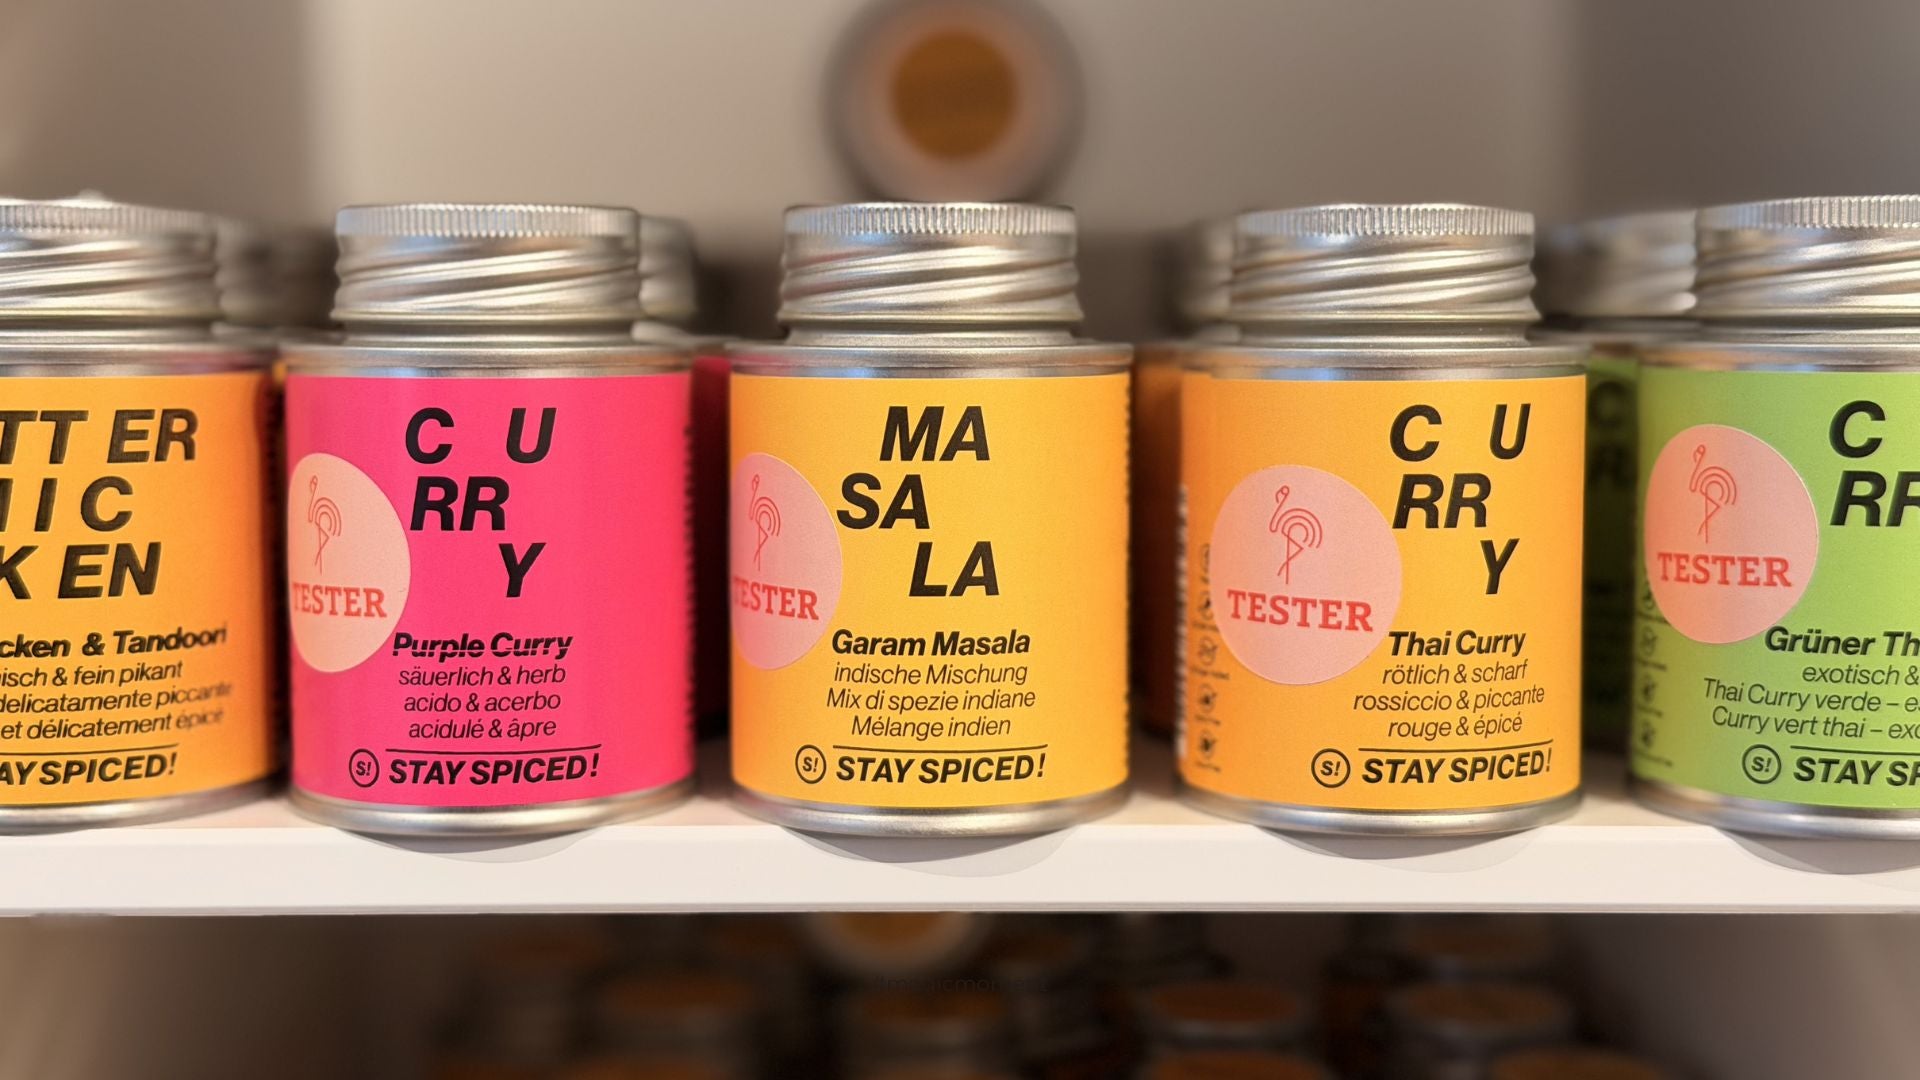 TT ER
IC
K EN
cken & Tandoori
isch & fein pikant
delicatamente piccante
et délicatement épicé
AY SPICED!
C U
RR
Y
TESTER
Purple Curry
säuerlich & herb
acido & acerbo
acidulé & âpre
S! STAY SPICED!
MA
SA
LA
TESTER
Garam Masala
indische Mischung
Mix di spezie indiane
Mélange indien
S! STAY SPICED!
C U
RR
Y
TESTER
Thai Curry
rötlich & scharf
rossiccio & piccante
rouge & épicé
S! STAY SPICED!
C
RR
TESTER
Grüner Th
exotisch &
Thai Curry verde – e
Curry vert thai – exo
S! STAY SP